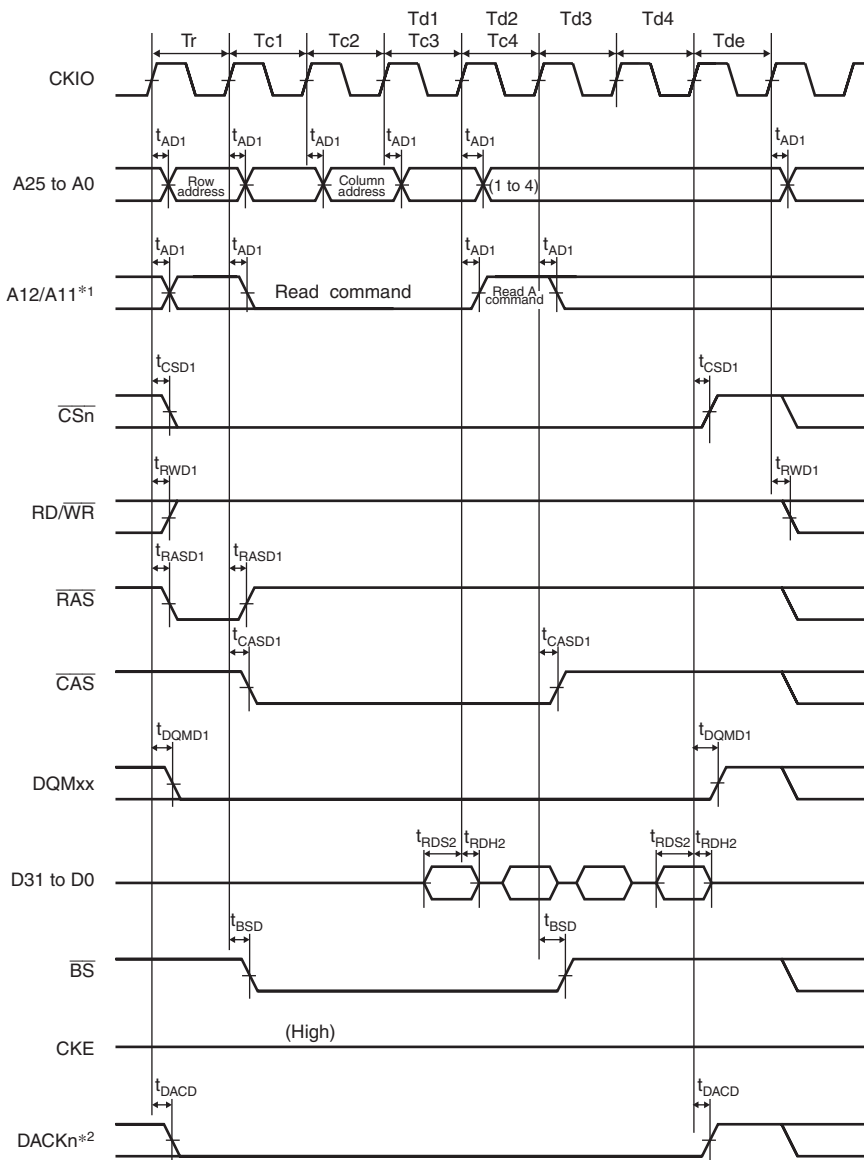 Td1 Td2 Td3 Td4
Tr Tc1 Tc2 Tc3 Tc4 Tde
CKIO
tAD1 tAD1 tAD1 tAD1 tAD1 tAD1
A25 to A0 Row address Column address (1 to 4)
tAD1 tAD1 tAD1 tAD1
A12/A11*1 Read command Read A command
tCSD1 tCSD1
CSn
tRWD1 tRWD1
RD/WR
tRASD1 tRASD1
RAS
tCASD1 tCASD1
CAS
tDQMD1 tDQMD1
DQMxx
tRDS2 tRDH2 tRDS2 tRDH2
D31 to D0
tBSD tBSD
BS
(High)
CKE
tDACD tDACD
DACKn*2